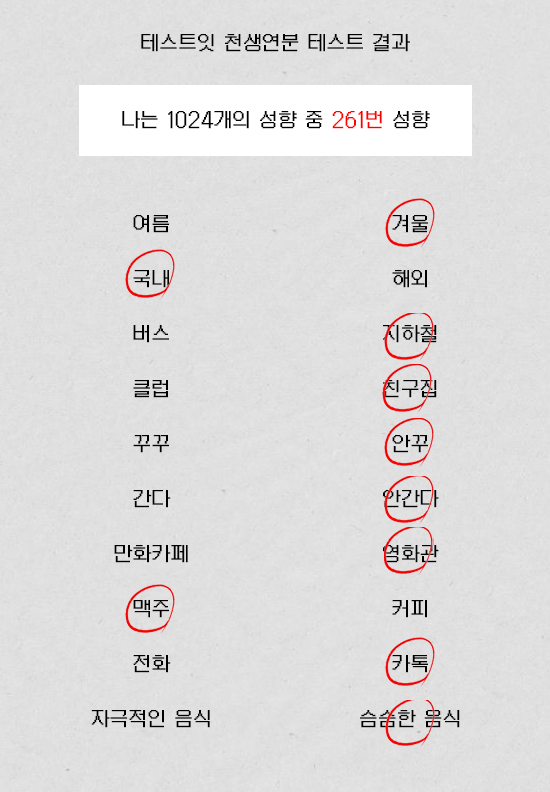 테스트잇 천생연분 테스트 결과
나는 1024개의 성향 중 261번 성향
여름 겨울
국내 해외
버스 지하철
클럽 친구집
꾸꾸 안꾸
간다 안간다
만화카페 영화관
맥주 커피
전화 카톡
자극적인 음식 슴슴한 음식